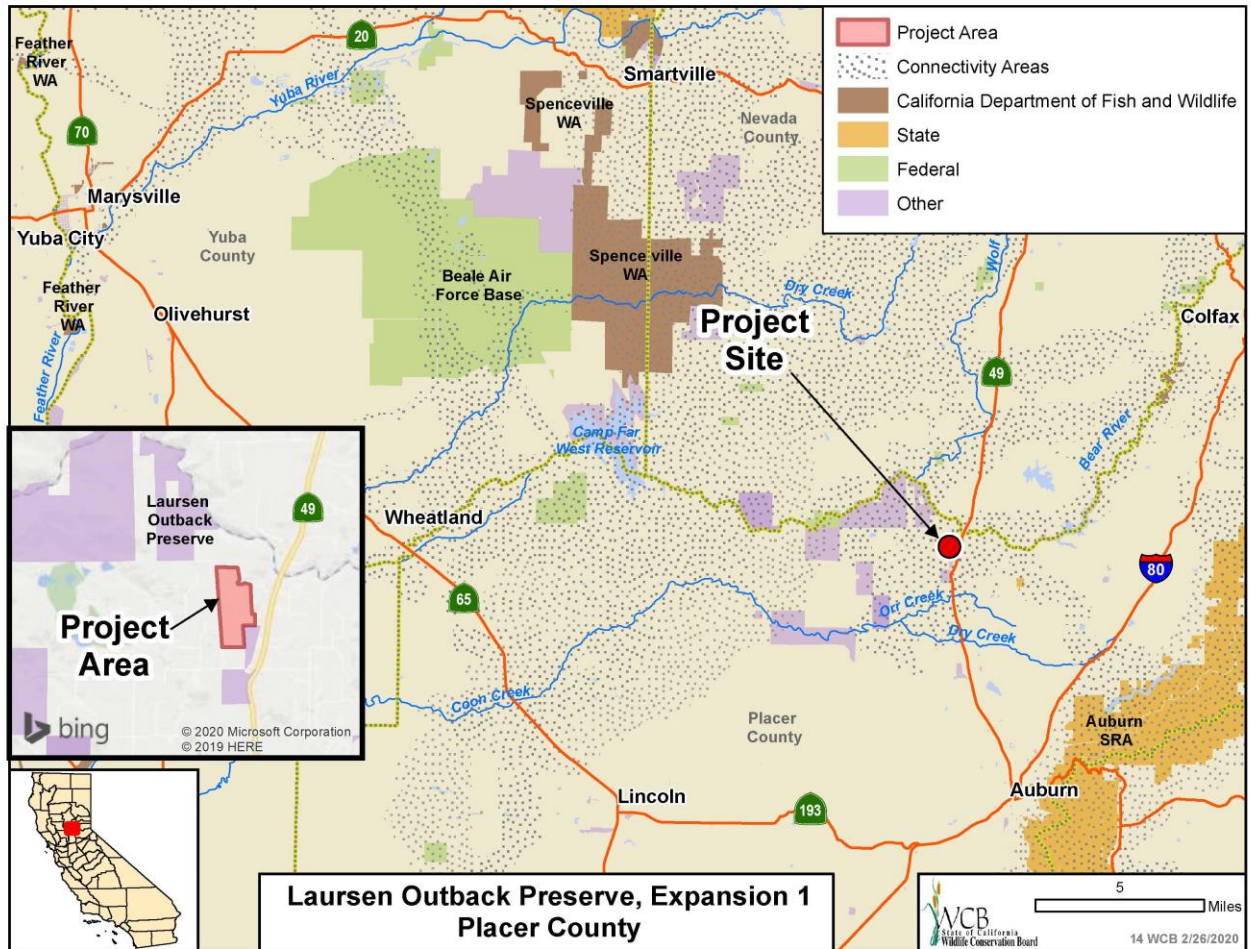 Feather
River
WA
20
Yuba River
Smartville
Spenceville
WA
Nevada
County
70
Marysville
Yuba City
Yuba
County
Beale Air
Force Base
Spenceville
WA
Feather
River
WA
Olivehurst
Feather River
Dry Creek
Wolf
Colfax
Project
Site
49
Bear River
Camp Far
West Reservoir
Wheatland
65
80
Orr Creek
Dry Creek
Coon Creek
Placer
County
Auburn
SRA
Auburn
Lincoln
193
Project Area
Connectivity Areas
California Department of Fish and Wildlife
State
Federal
Other
Laursen
Outback
Preserve
49
Project
Area
bing
© 2020 Microsoft Corporation
© 2019 HERE
Laursen Outback Preserve, Expansion 1
Placer County
5
Miles
WCB
State of California
Wildlife Conservation Board
14 WCB 2/26/2020